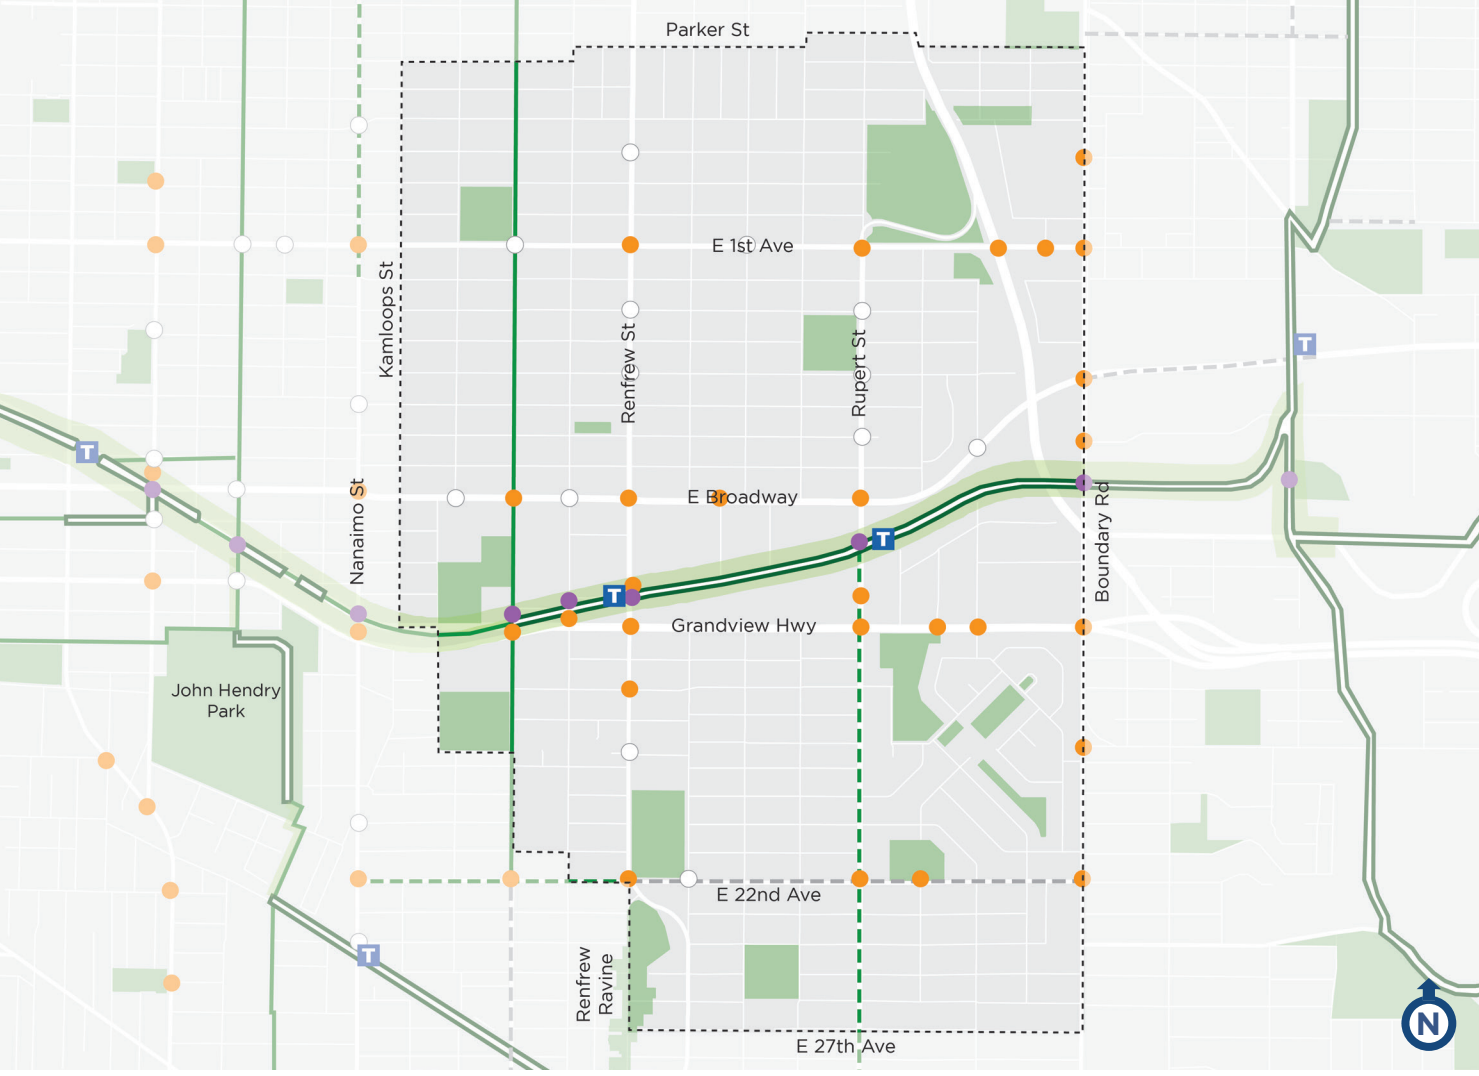 Parker St
E 1st Ave
Kamloops St
Renfrew St
Rupert St
T
T
E Broadway
Nanaimo St
T
T
Boundary Rd
Grandview Hwy
John Hendry
Park
E 22nd Ave
T
Renfrew
Ravine
N
E 27th Ave